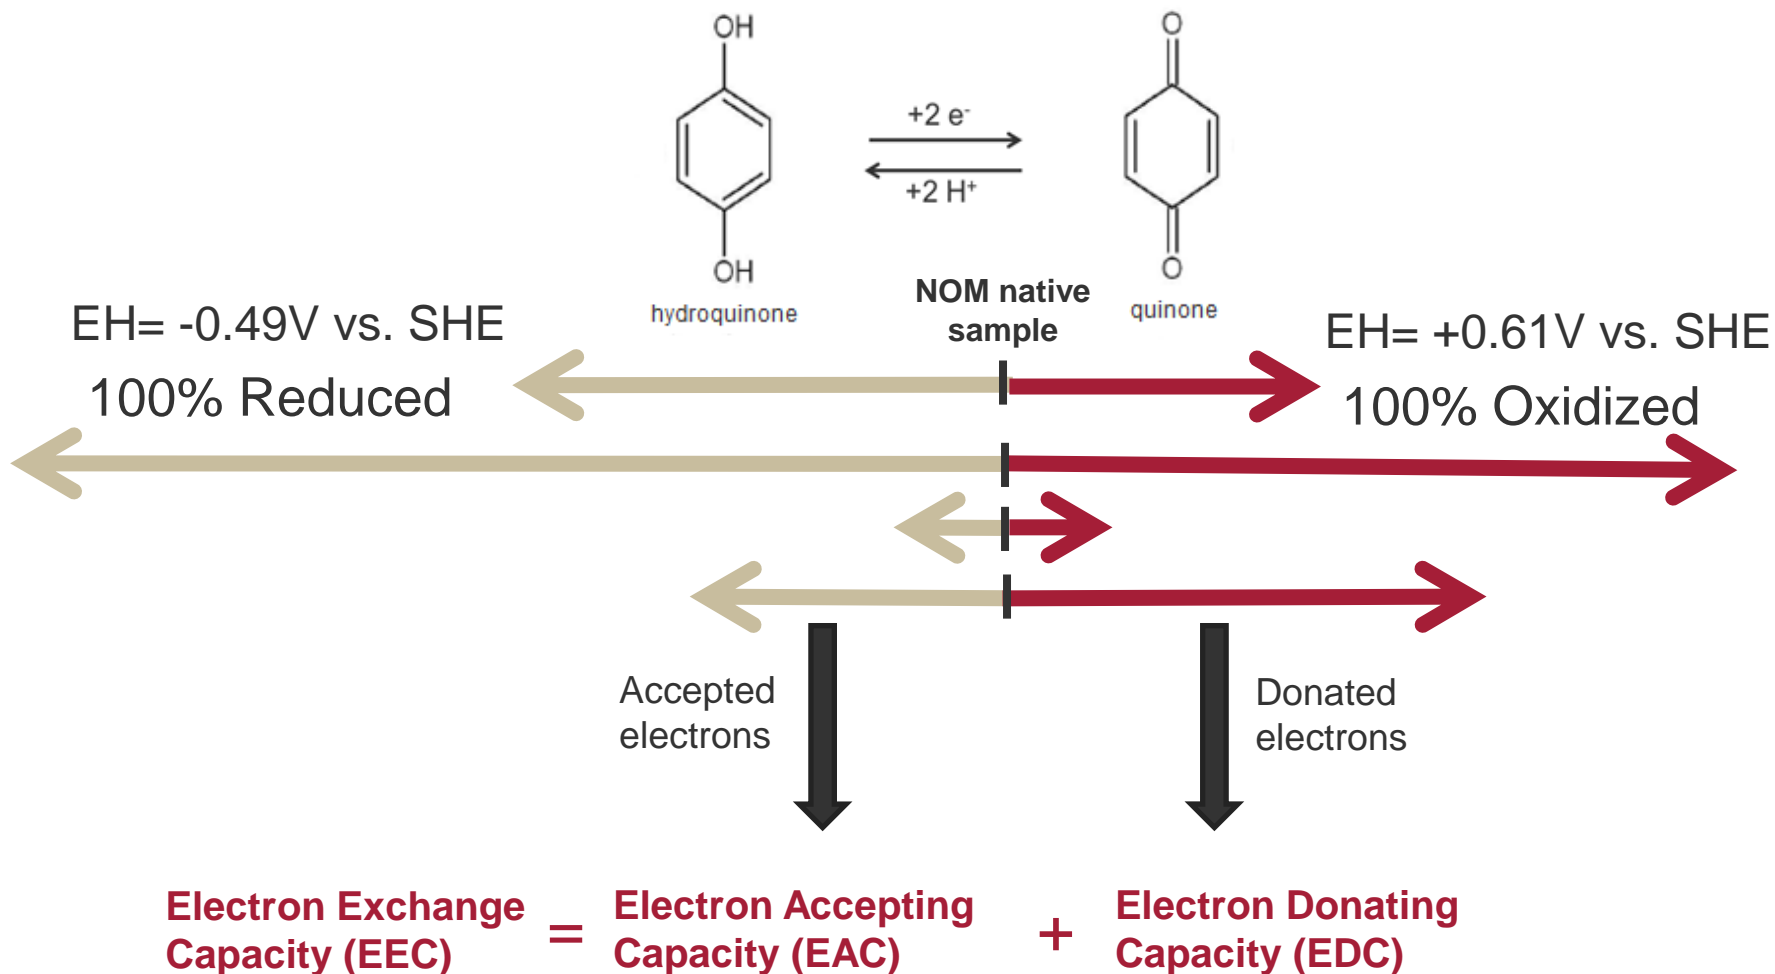 OH
O
+2 e-
+2 H+
OH
O
hydroquinone
NOM native
sample
quinone
EH= -0.49V vs. SHE
100% Reduced
EH= +0.61V vs. SHE
100% Oxidized
Accepted
electrons
Donated
electrons
Electron Exchange
Capacity (EEC)
=
Electron Accepting
Capacity (EAC)
+
Electron Donating
Capacity (EDC)